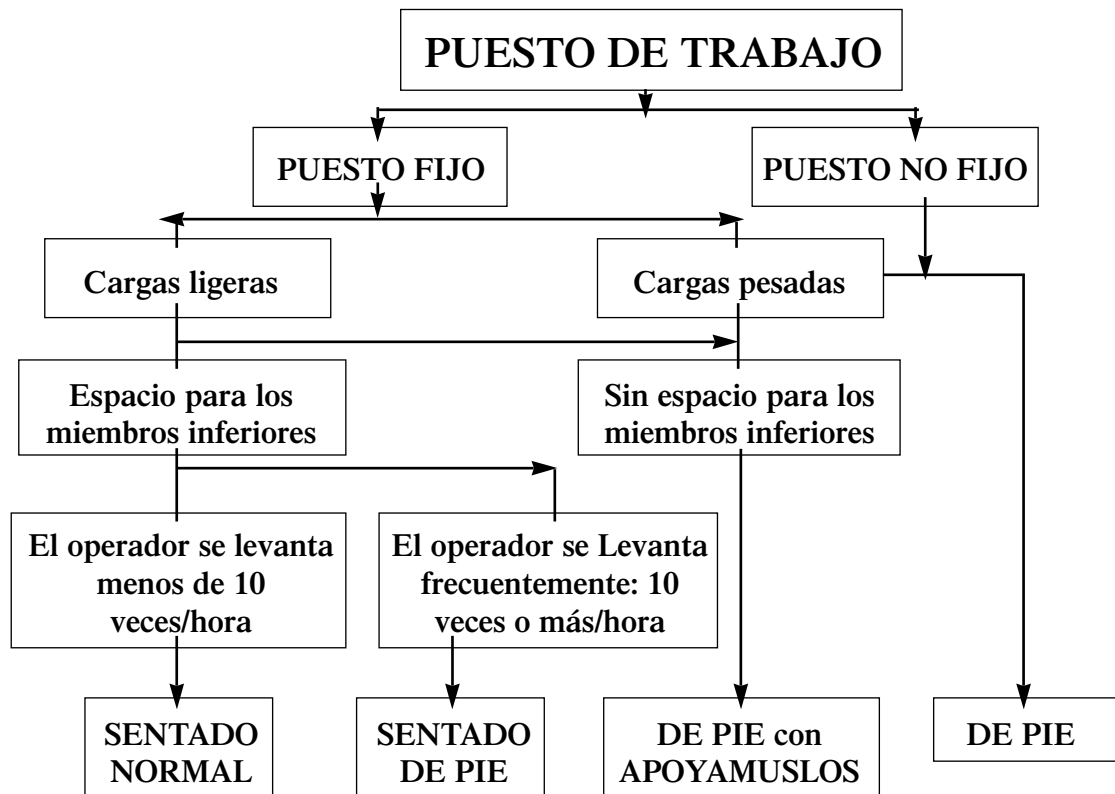 PUESTO DE TRABAJO
PUESTO FIJO
PUESTO NO FIJO
Cargas ligeras
Cargas pesadas
Espacio para los
miembros inferiores
Sin espacio para los
miembros inferiores
El operador se levanta
menos de 10
veces/hora
El operador se Levanta
frecuentemente: 10
veces o más/hora
SENTADO
NORMAL
SENTADO
DE PIE
DE PIE con
APOYAMUSLOS
DE PIE